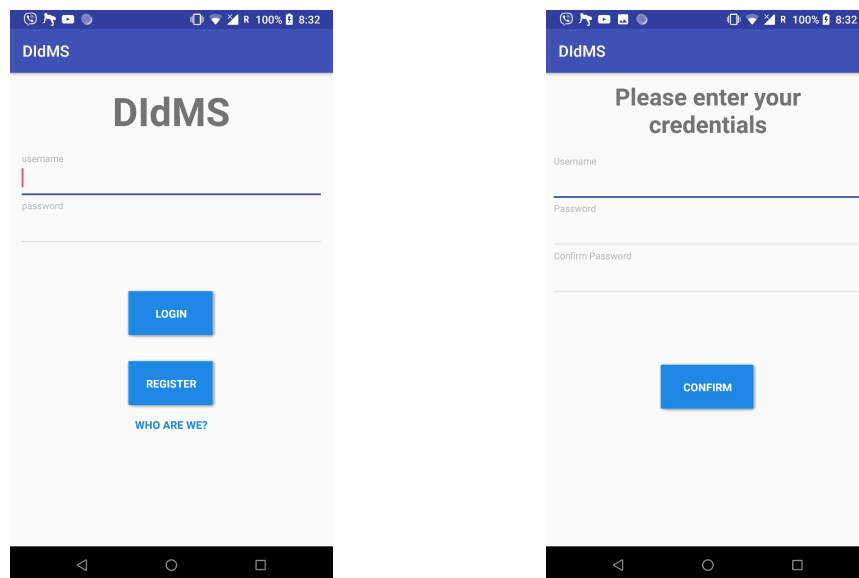 R 100% 8:32
DIdMS
DIdMS
username
password
LOGIN
REGISTER
WHO ARE WE?
R 100% 8:32
DIdMS
Please enter your
credentials
Username
Password
Confirm Password
CONFIRM